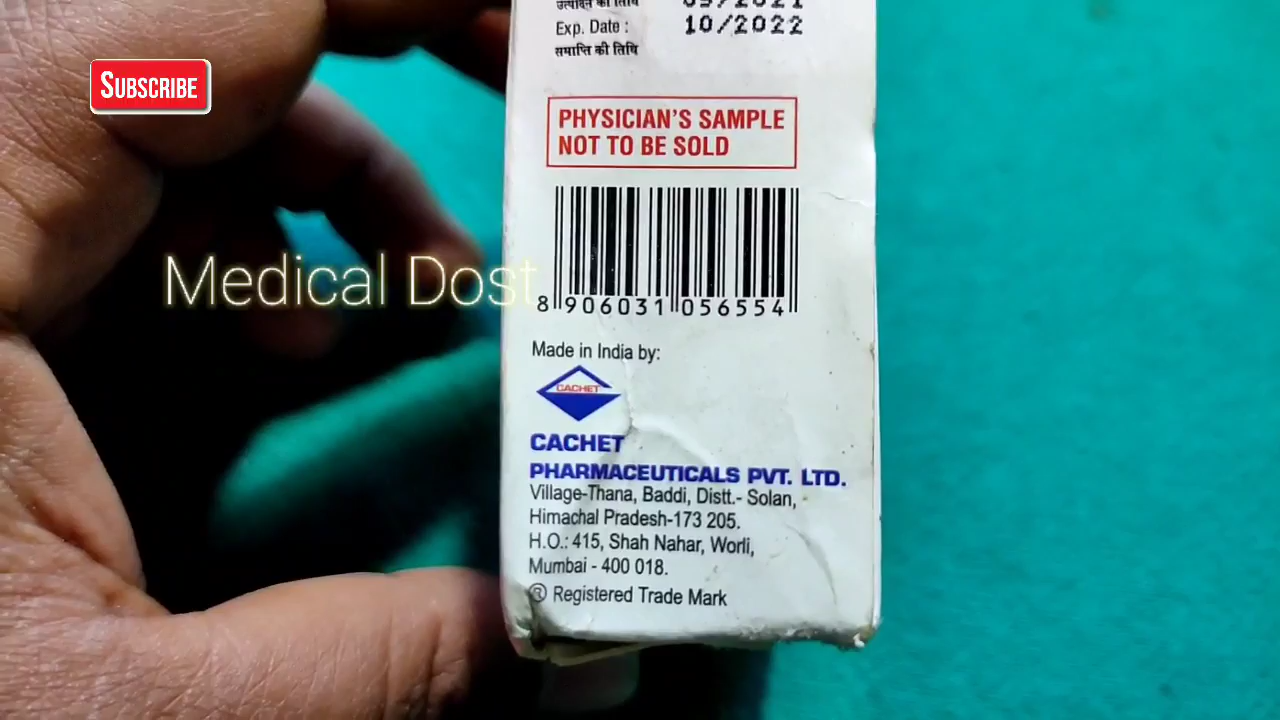 उत्पादन की तिथि
Exp. Date : 10/2022
समाप्ति की तिथि
SUBSCRIBE
PHYSICIAN'S SAMPLE
NOT TO BE SOLD
Medical Dost
8 906031 056554
Made in India by:
CACHET
CACHET
PHARMACEUTICALS PVT. LTD.
Village-Thana, Baddi, Distt.- Solan,
Himachal Pradesh-173 205.
H.O.: 415, Shah Nahar, Worli,
Mumbai - 400 018.
® Registered Trade Mark